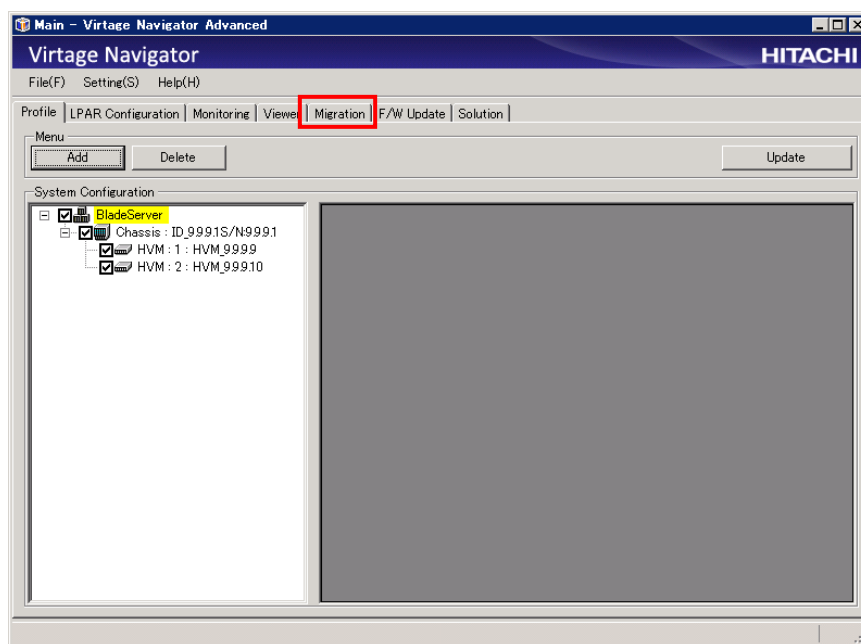 Main - Virtage Navigator Advanced
Virtage Navigator HITACHI
File(F) Setting(S) Help(H)
Profile LPAR Configuration Monitoring Viewer Migration F/W Update Solution
Menu
Add Delete Update
System Configuration
BladeServer
Chassis : ID_9.9.9.1S/N:9.9.9.1
HVM : 1 : HVM_9.9.9.9
HVM : 2 : HVM_9.9.9.10